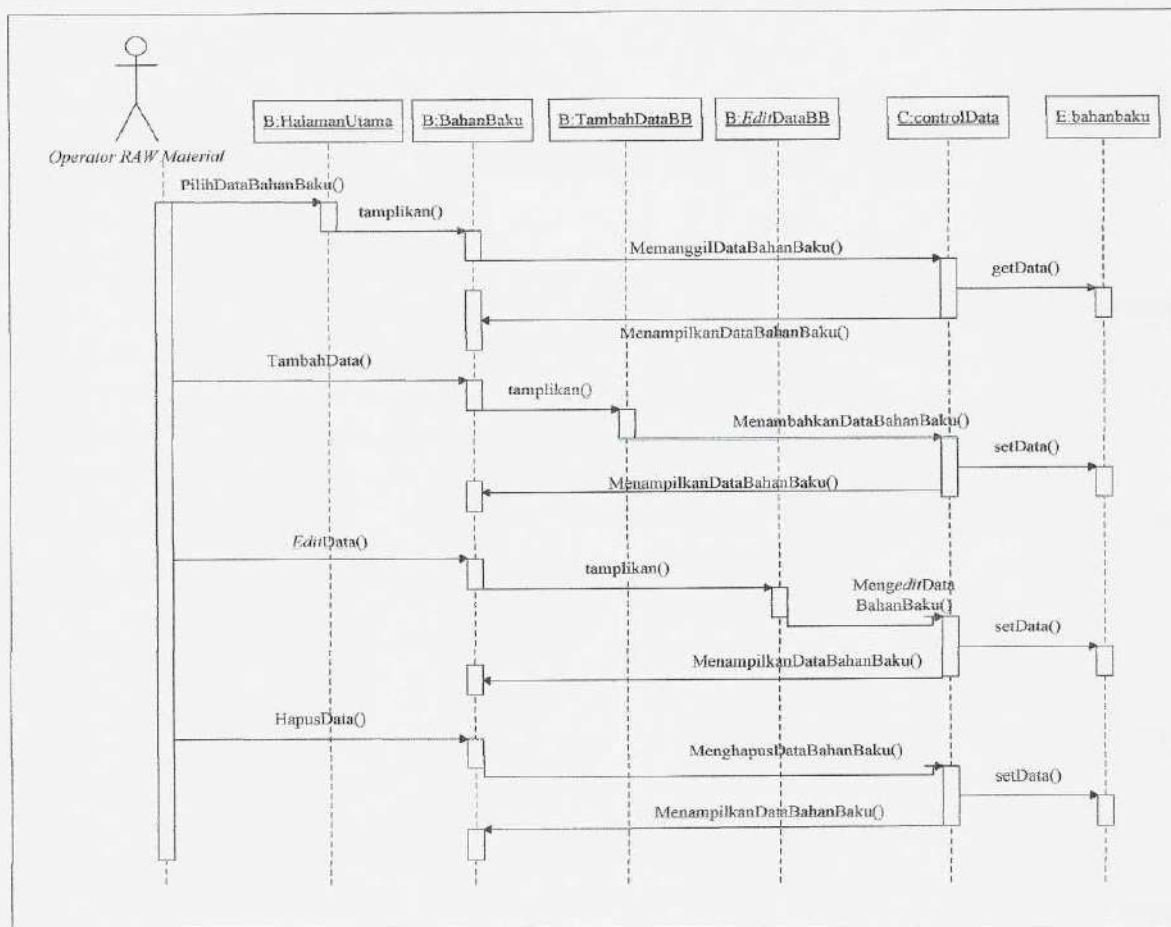 Operator RAW Material
B:HalamanUtama
B:BahanBaku
B:TambahDataBB
B:EditDataBB
C:controlData
E:bahanbaku
PilihDataBahanBaku()
tamplikan()
MemanggilDataBahanBaku()
getData()
MenampilkanDataBahanBaku()
TambahData()
tamplikan()
MenambahkanDataBahanBaku()
setData()
MenampilkanDataBahanBaku()
EditData()
tamplikan()
MengeditData
BahanBaku()
setData()
MenampilkanDataBahanBaku()
HapusData()
MenghapusDataBahanBaku()
setData()
MenampilkanDataBahanBaku()